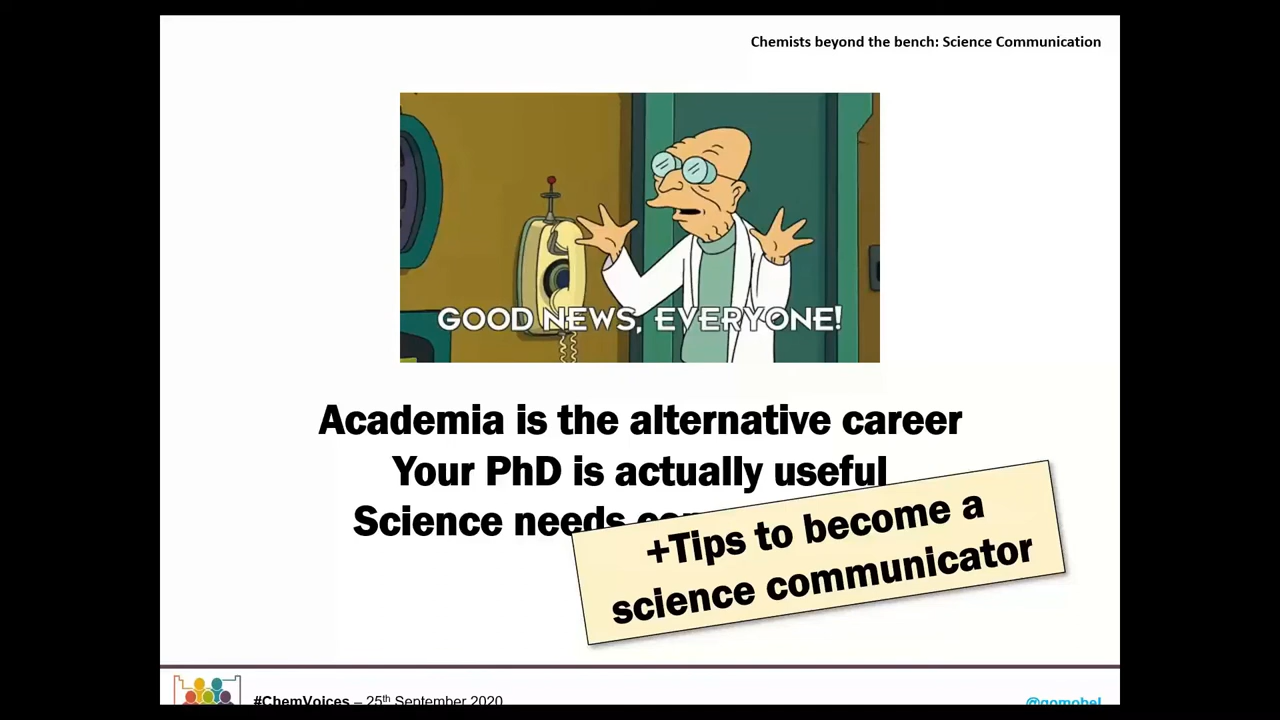 Chemists beyond the bench: Science Communication
GOOD NEWS, EVERYONE!
Academia is the alternative career
Your PhD is actually useful
Science needs
+Tips to become a
science communicator
#ChemVoices – 25th September 2020
@gomobel